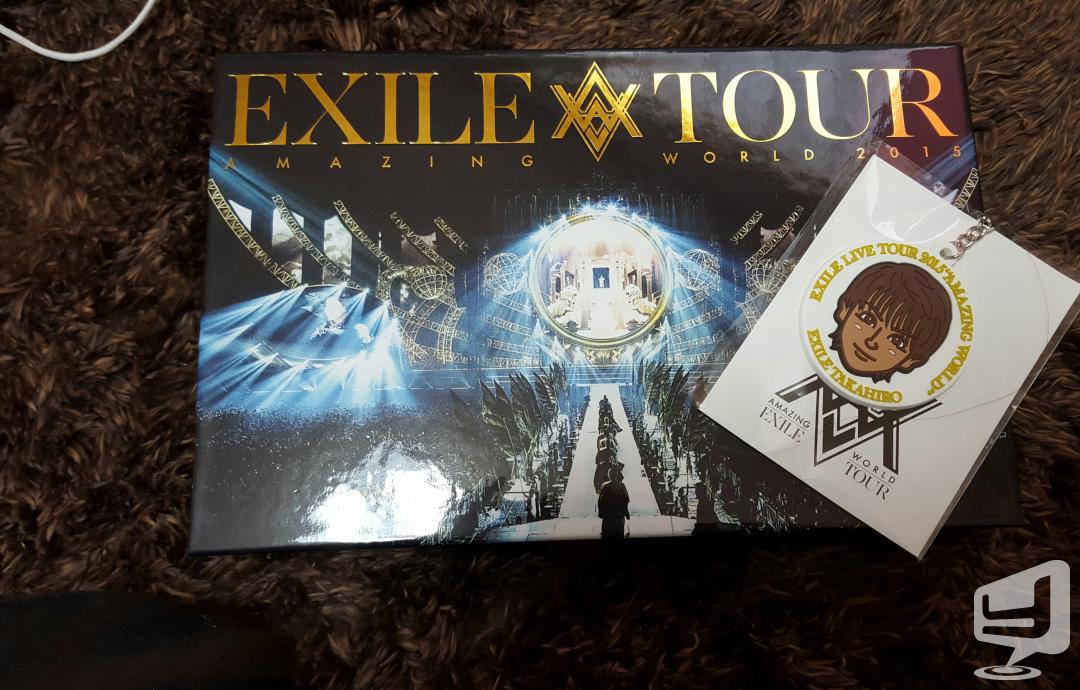 EXILE TOUR
AMAZING WORLD 2015
EXILE LIVE TOUR 2015 "AMAZING WORLD"
EXILE TAKAHIRO
AMAZING
EXILE
WORLD
TOUR